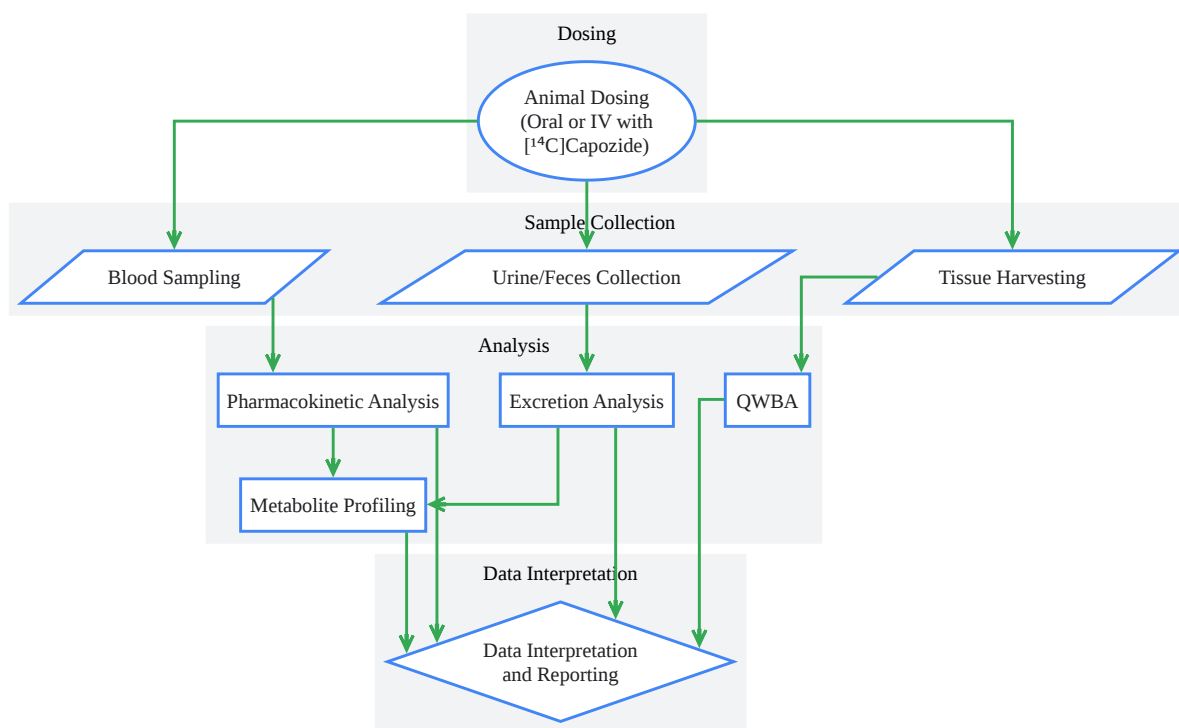 Dosing
Animal Dosing
(Oral or IV with
[¹⁴C]Capozide)
Sample Collection
Blood Sampling
Urine/Feces Collection
Tissue Harvesting
Analysis
Pharmacokinetic Analysis
Excretion Analysis
QWBA
Metabolite Profiling
Data Interpretation
Data Interpretation
and Reporting